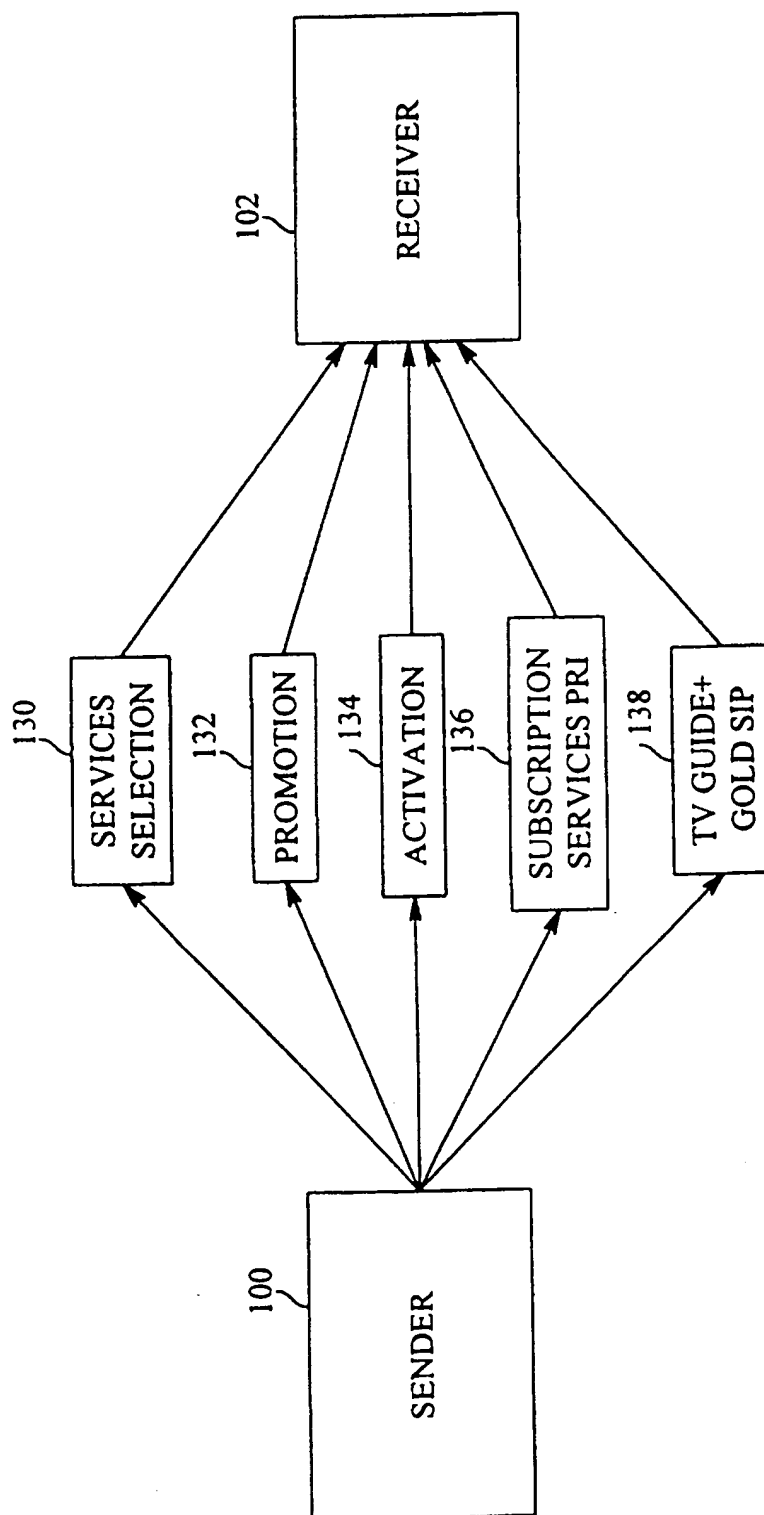 100
SENDER
130
SERVICES
SELECTION
132
PROMOTION
134
ACTIVATION
136
SUBSCRIPTION
SERVICES PRI
138
TV GUIDE+
GOLD SIP
102
RECEIVER